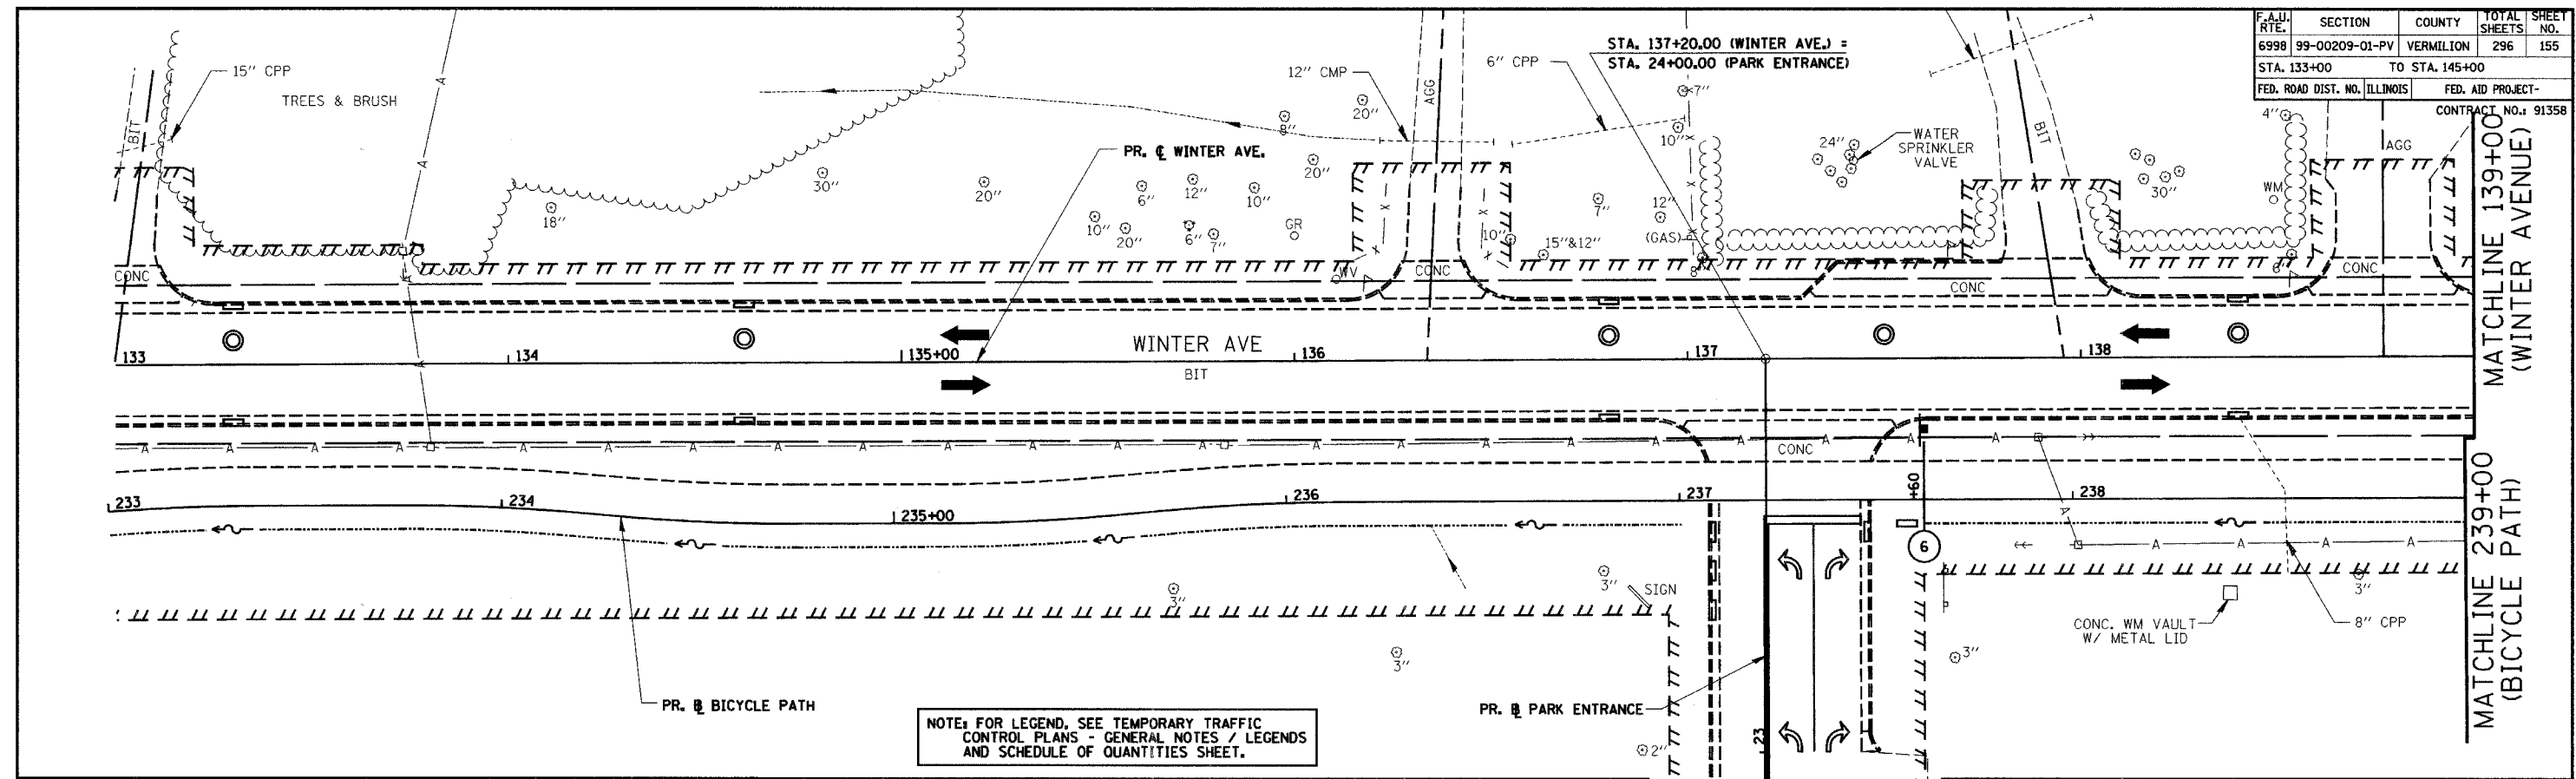 F.A.U. RTE. SECTION COUNTY TOTAL SHEETS SHEET NO.
6998 99-00209-01-PV VERMILION 296 155
STA. 133+00 TO STA. 145+00
FED. ROAD DIST. NO. ILLINOIS FED. AID PROJECT-
CONTRACT NO.: 91358
STA. 137+20.00 (WINTER AVE.) =
STA. 24+00.00 (PARK ENTRANCE)
15" CPP
TREES & BRUSH
A
BIT
12" CMP
AGG
6" CPP
7"
20"
8"
10"
24"
WATER
SPRINKLER
VALVE
BIT
4"
AGG
PR. ℄ WINTER AVE.
30"
20"
20"
6"
12"
10"
18"
10"
20"
6"
7"
GR
X
X
X
X
7"
12"
10"
15"&12"
(GAS)
8"
30"
WM
6"
CONC
WV
CONC
CONC
CONC
WINTER AVE
BIT
133
134
135+00
136
137
138
MATCHLINE 139+00
(WINTER AVENUE)
A A A A A A A A A A A A A A A A A A A A A A
CONC
233
234
235+00
236
237
+60
238
A
6
A A A A
3"
3"
SIGN
3"
3"
3"
2"
CONC. WM VAULT
W/ METAL LID
8" CPP
MATCHLINE 239+00
(BICYCLE PATH)
PR. ℄ BICYCLE PATH
PR. ℄ PARK ENTRANCE
23
NOTE: FOR LEGEND, SEE TEMPORARY TRAFFIC
CONTROL PLANS - GENERAL NOTES / LEGENDS
AND SCHEDULE OF QUANTITIES SHEET.